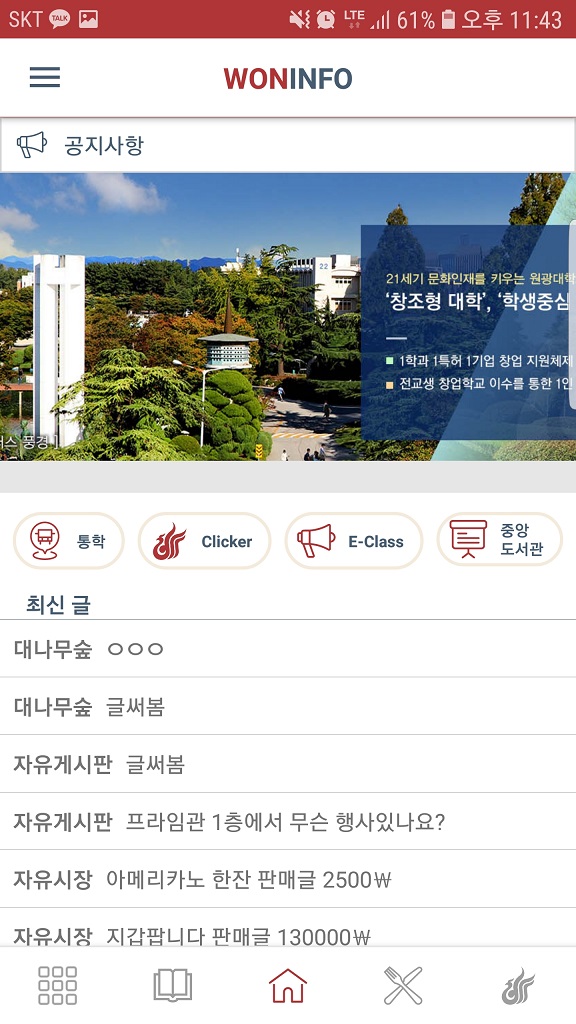 SKT TALK LTE 61% 오후 11:43
WONINFO
공지사항
22
21세기 문화인재를 키우는 원광대학
‘창조형 대학’, ‘학생중심
1학과 1특허 1기업 창업 지원체제
전교생 창업학교 이수를 통한 1인
풍경
통학
Clicker
E-Class
중앙
도서관
최신 글
대나무숲 ㅇㅇㅇ
대나무숲 글써봄
자유게시판 글써봄
자유게시판 프라임관 1층에서 무슨 행사있나요?
자유시장 아메리카노 한잔 판매글 2500₩
자유시장 지갑팝니다 판매글 130000₩